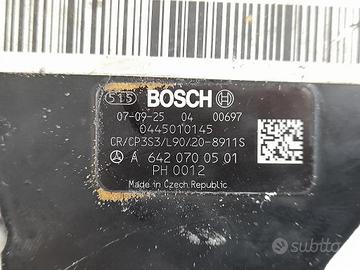 515 BOSCH
07-09-25 04 00697
0445010145
CR/CP3S3/L90/20-8911S
A 642 070 05 01
PH 0012
Made in Czech Republic
subito